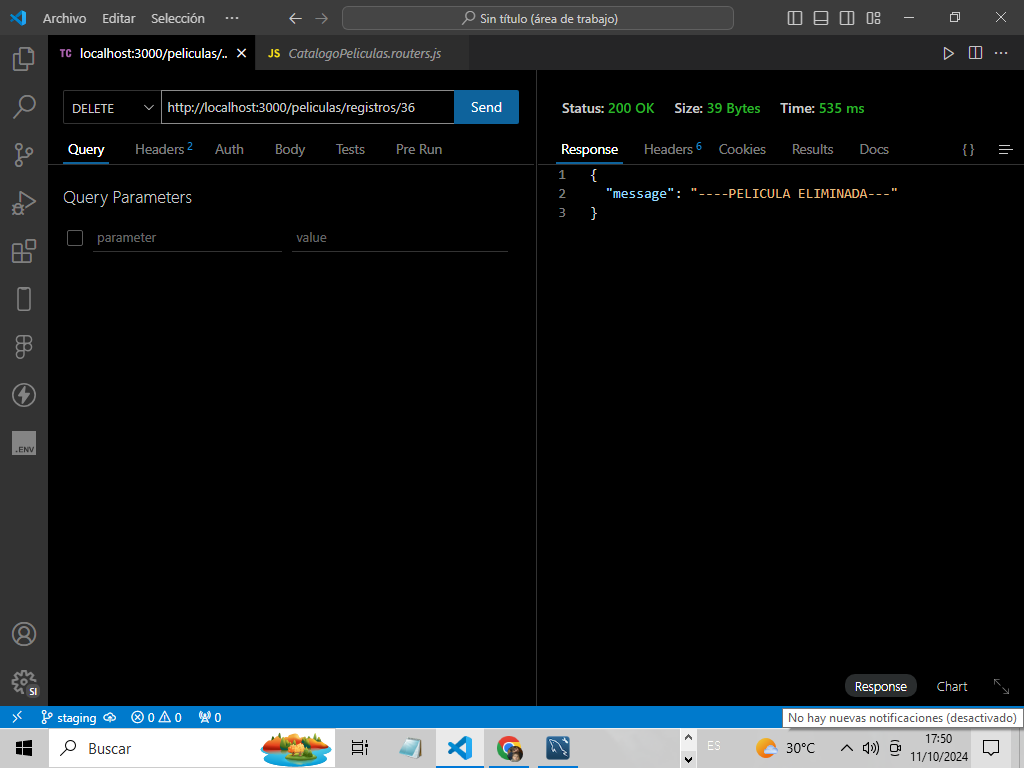 Archivo Editar Selección ··· Sin título (área de trabajo)
TC localhost:3000/peliculas/.. JS CatalogoPeliculas.routers.js ···
DELETE http://localhost:3000/peliculas/registros/36 Send
Status: 200 OK Size: 39 Bytes Time: 535 ms
Query Headers 2 Auth Body Tests Pre Run
Response Headers 6 Cookies Results Docs { }
Query Parameters
parameter value
1 {
2 "message": "----PELICULA ELIMINADA---"
3 }
.ENV
SI
Response Chart
staging 0 0 0
No hay nuevas notificaciones (desactivado)
Buscar
ES 30°C
17:50
11/10/2024